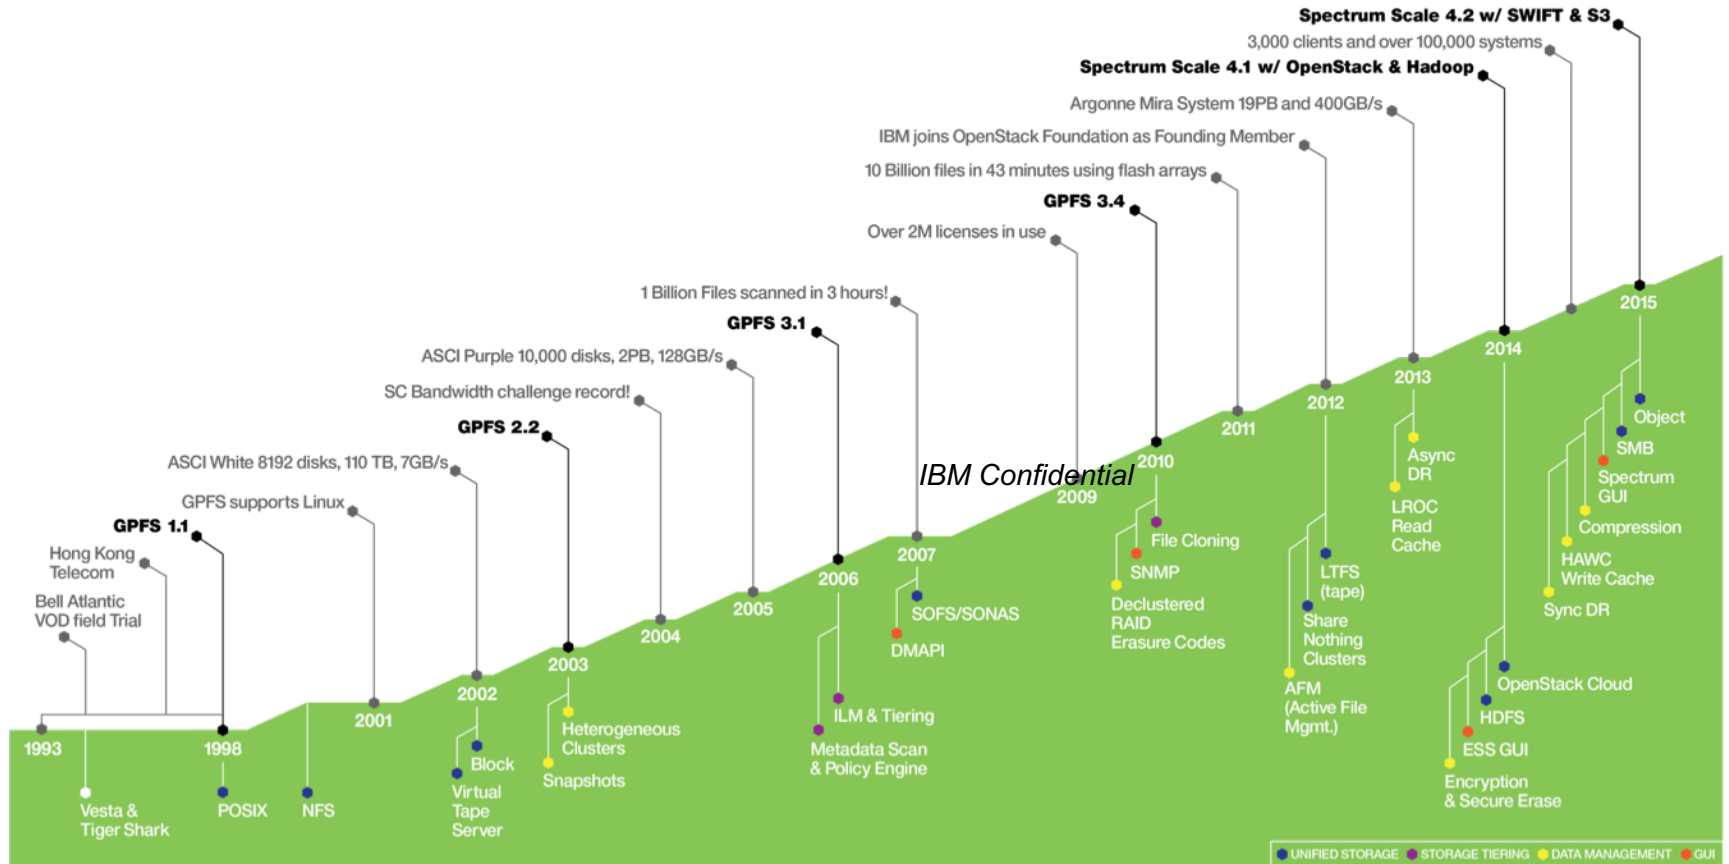 Spectrum Scale 4.2 w/ SWIFT & S3
3,000 clients and over 100,000 systems
Spectrum Scale 4.1 w/ OpenStack & Hadoop
Argonne Mira System 19PB and 400GB/s
IBM joins OpenStack Foundation as Founding Member
10 Billion files in 43 minutes using flash arrays
GPFS 3.4
Over 2M licenses in use
1 Billion Files scanned in 3 hours!
GPFS 3.1
ASCI Purple 10,000 disks, 2PB, 128GB/s
SC Bandwidth challenge record!
GPFS 2.2
ASCI White 8192 disks, 110 TB, 7GB/s
GPFS supports Linux
GPFS 1.1
Hong Kong
Telecom
Bell Atlantic
VOD field Trial
IBM Confidential
1993
1998
2001
2002
2003
2004
2005
2006
2007
2009
2010
2011
2012
2013
2014
2015
Vesta &
Tiger Shark
POSIX
NFS
Block
Virtual
Tape
Server
Heterogeneous
Clusters
Snapshots
ILM & Tiering
Metadata Scan
& Policy Engine
SOFS/SONAS
DMAPI
File Cloning
SNMP
Declustered
RAID
Erasure Codes
LTFS
(tape)
Share
Nothing
Clusters
AFM
(Active File
Mgmt.)
Async
DR
LROC
Read
Cache
OpenStack Cloud
HDFS
ESS GUI
Encryption
& Secure Erase
Object
SMB
Spectrum
GUI
Compression
HAWC
Write Cache
Sync DR
UNIFIED STORAGE
STORAGE TIERING
DATA MANAGEMENT
GUI